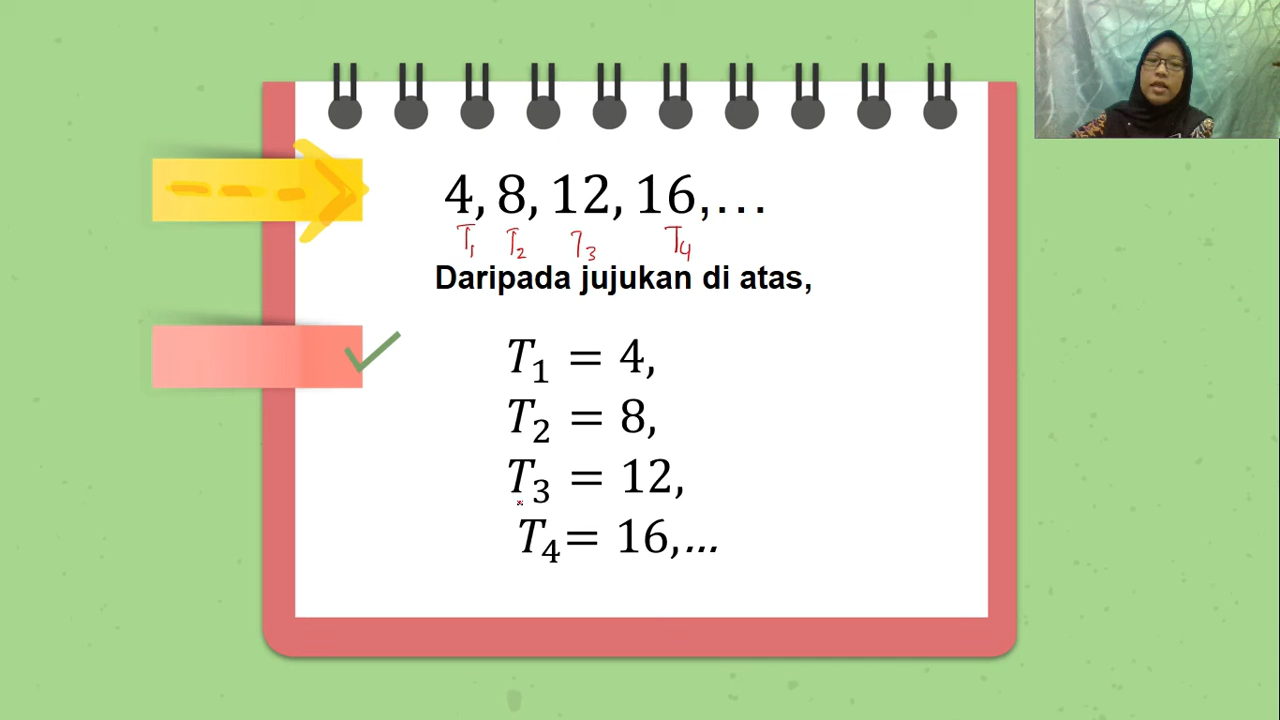 4, 8, 12, 16,...
T1 T2 T3 T4
Daripada jujukan di atas,
T1 = 4,
T2 = 8,
T3 = 12,
T4 = 16,...